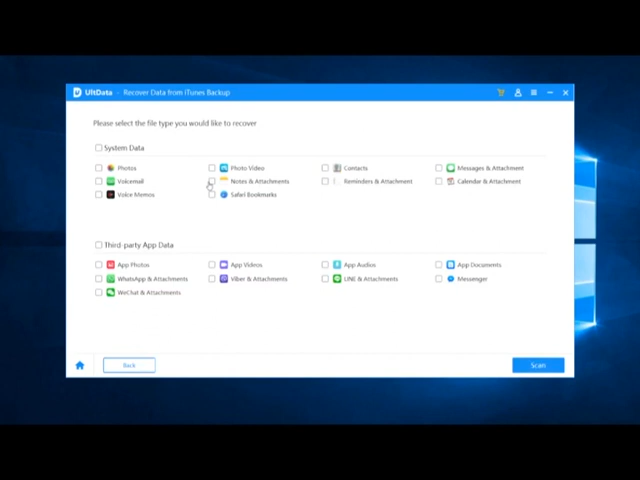 UltData - Recover Data from iTunes Backup
Please select the file type you would like to recover
System Data
Photos Photo Video Contacts Messages & Attachment
Voicemail Notes & Attachments Reminders & Attachment Calendar & Attachment
Voice Memos Safari Bookmarks
Third-party App Data
App Photos App Videos App Audios App Documents
WhatsApp & Attachments Viber & Attachments LINE & Attachments Messenger
WeChat & Attachments
Back Scan